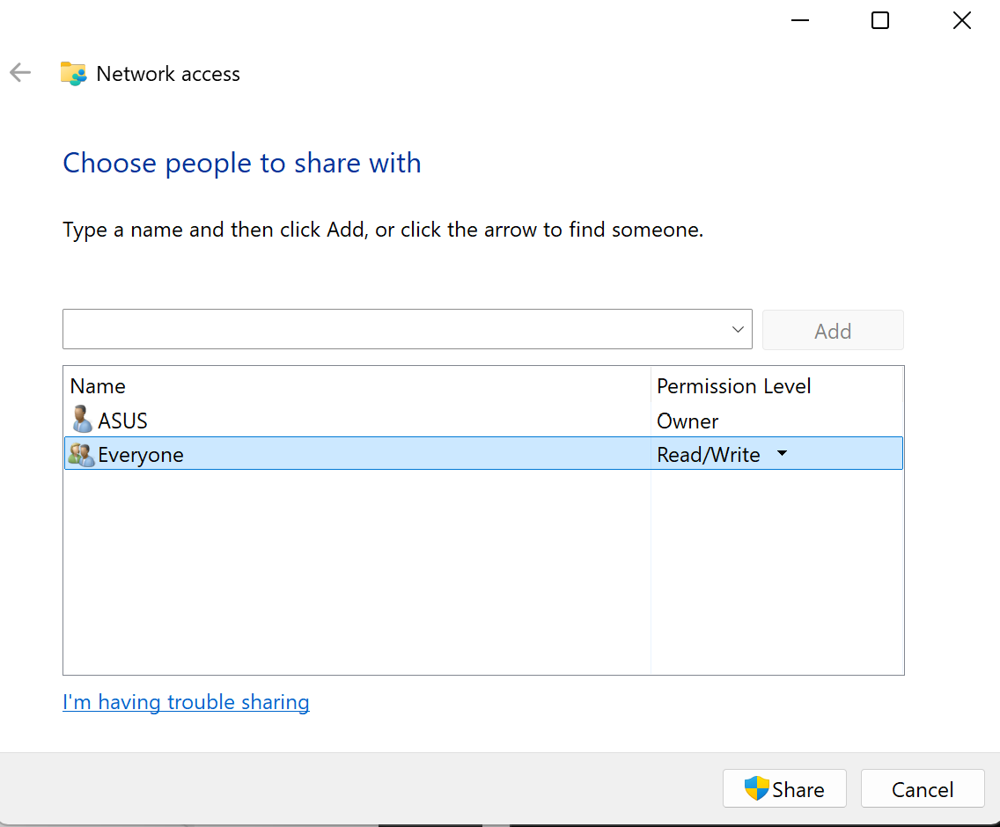 Network access
Choose people to share with
Type a name and then click Add, or click the arrow to find someone.
Add
Name Permission Level
ASUS Owner
Everyone Read/Write
I'm having trouble sharing
Share Cancel